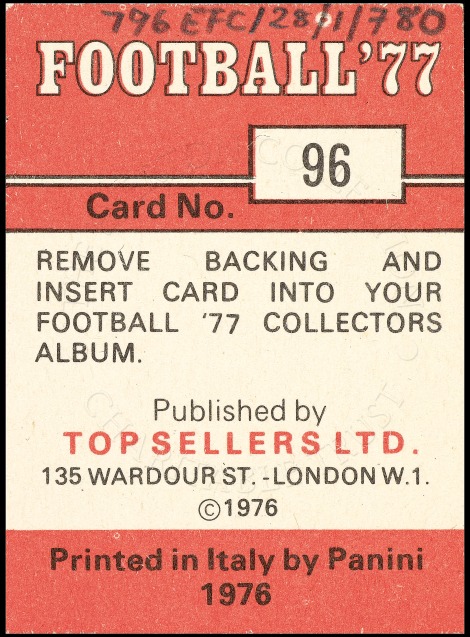 796 EFC/28/1/780
FOOTBALL '77
96
Card No.
REMOVE BACKING AND
INSERT CARD INTO YOUR
FOOTBALL '77 COLLECTORS
ALBUM.
Published by
TOP SELLERS LTD.
135 WARDOUR ST. - LONDON W.1.
© 1976
Printed in Italy by Panini
1976